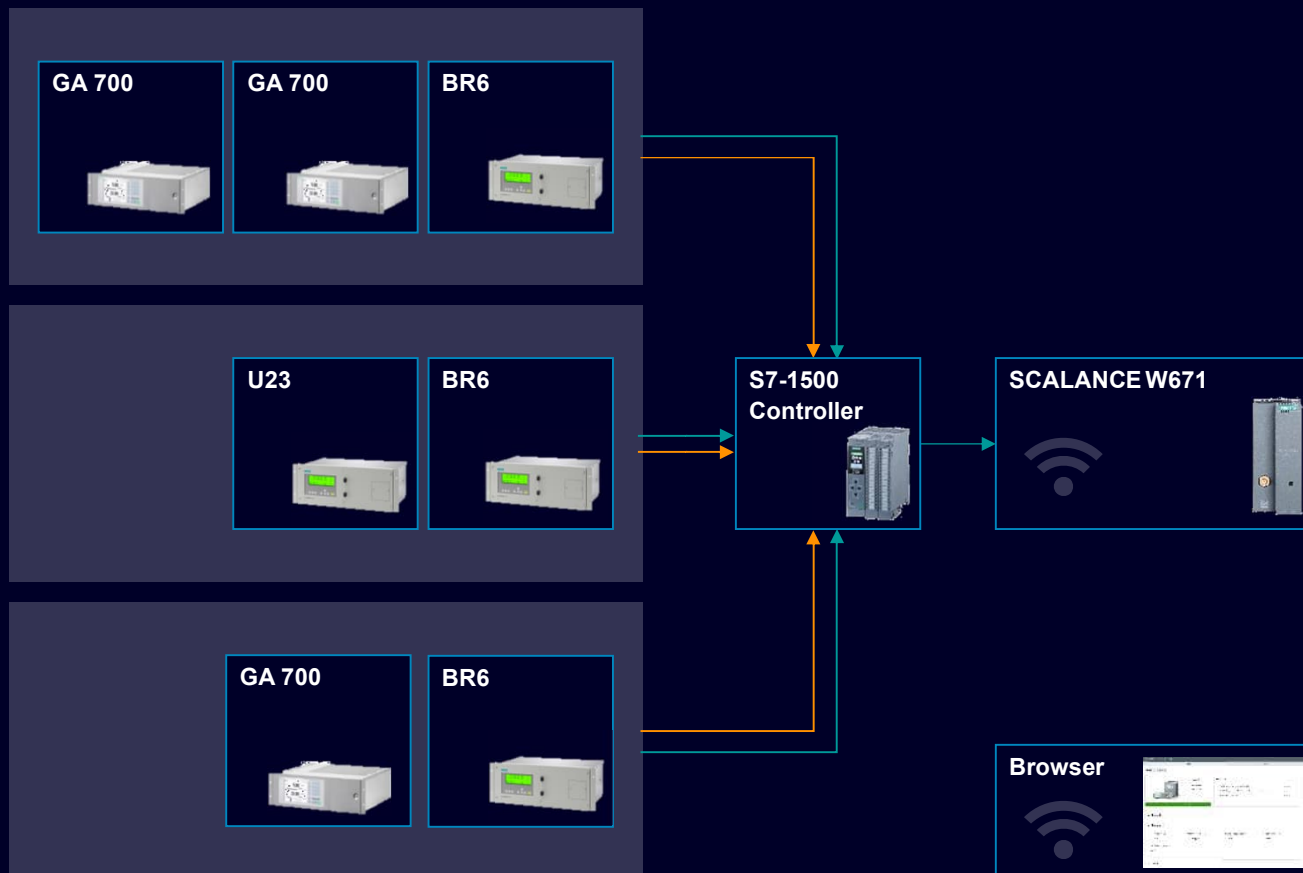 GA 700
GA 700
BR6
U23
BR6
S7-1500
Controller
SCALANCE W671
GA 700
BR6
Browser